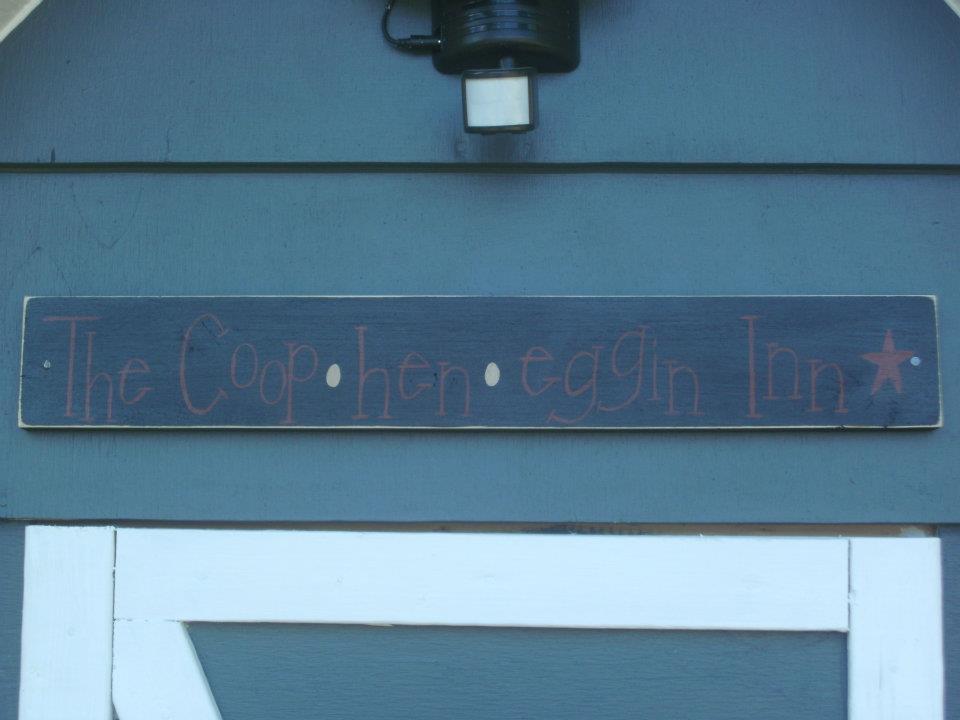 The Coop hen eggin Inn